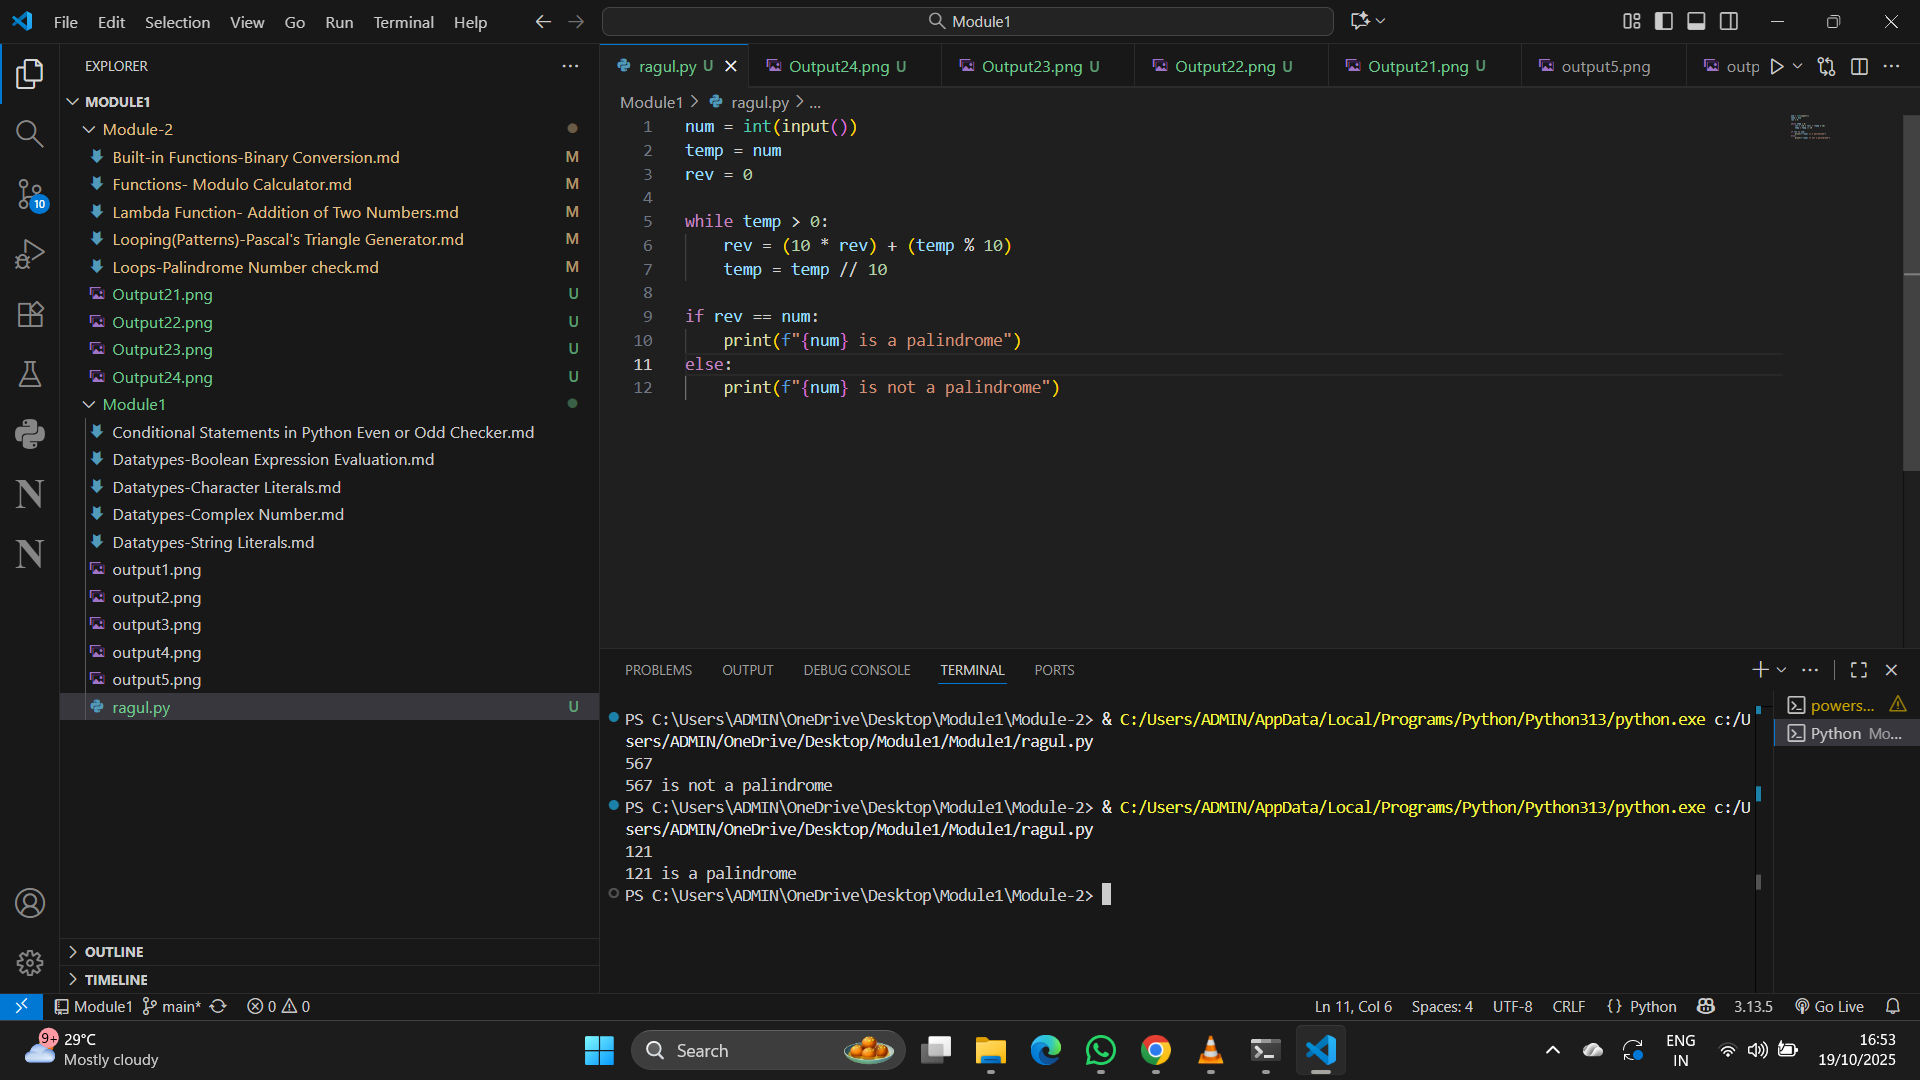 File Edit Selection View Go Run Terminal Help
Module1
EXPLORER
MODULE1
Module-2
Built-in Functions-Binary Conversion.md M
Functions- Modulo Calculator.md M
Lambda Function- Addition of Two Numbers.md M
Looping(Patterns)-Pascal's Triangle Generator.md M
Loops-Palindrome Number check.md M
Output21.png U
Output22.png U
Output23.png U
Output24.png U
Module1
Conditional Statements in Python Even or Odd Checker.md
Datatypes-Boolean Expression Evaluation.md
Datatypes-Character Literals.md
Datatypes-Complex Number.md
Datatypes-String Literals.md
output1.png
output2.png
output3.png
output4.png
output5.png
ragul.py U
OUTLINE
TIMELINE
10
N
N
ragul.py U Output24.png U Output23.png U Output22.png U Output21.png U output5.png outp
Module1 > ragul.py > ...
1 num = int(input())
2 temp = num
3 rev = 0
4
5 while temp > 0:
6 rev = (10 * rev) + (temp % 10)
7 temp = temp // 10
8
9 if rev == num:
10 print(f"{num} is a palindrome")
11 else:
12 print(f"{num} is not a palindrome")
PROBLEMS OUTPUT DEBUG CONSOLE TERMINAL PORTS
PS C:\Users\ADMIN\OneDrive\Desktop\Module1\Module-2> & C:/Users/ADMIN/AppData/Local/Programs/Python/Python313/python.exe c:/U
sers/ADMIN/OneDrive/Desktop/Module1/Module1/ragul.py
567
567 is not a palindrome
PS C:\Users\ADMIN\OneDrive\Desktop\Module1\Module-2> & C:/Users/ADMIN/AppData/Local/Programs/Python/Python313/python.exe c:/U
sers/ADMIN/OneDrive/Desktop/Module1/Module1/ragul.py
121
121 is a palindrome
PS C:\Users\ADMIN\OneDrive\Desktop\Module1\Module-2>
powers...
Python Mo...
Module1 main* 0 0 Ln 11, Col 6 Spaces: 4 UTF-8 CRLF {} Python 3.13.5 Go Live
9+ 29°C
Mostly cloudy
Search
ENG
IN
16:53
19/10/2025